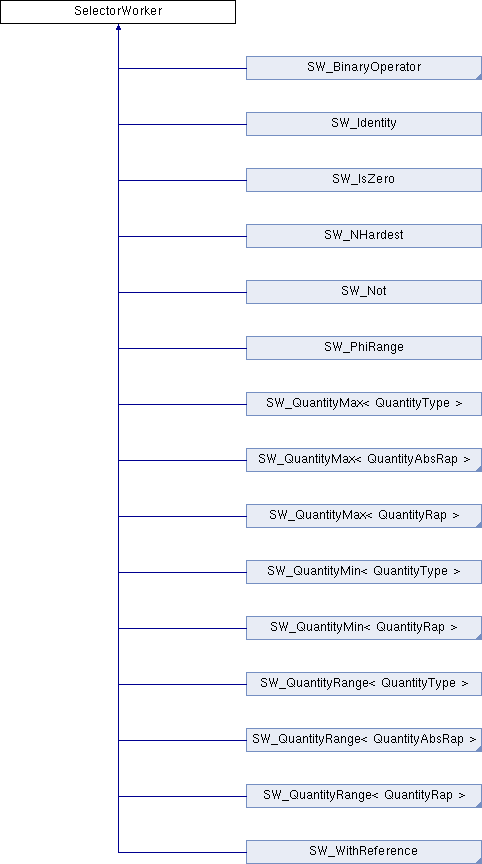 SelectorWorker
SW_BinaryOperator
SW_Identity
SW_IsZero
SW_NHardest
SW_Not
SW_PhiRange
SW_QuantityMax< QuantityType >
SW_QuantityMax< QuantityAbsRap >
SW_QuantityMax< QuantityRap >
SW_QuantityMin< QuantityType >
SW_QuantityMin< QuantityRap >
SW_QuantityRange< QuantityType >
SW_QuantityRange< QuantityAbsRap >
SW_QuantityRange< QuantityRap >
SW_WithReference